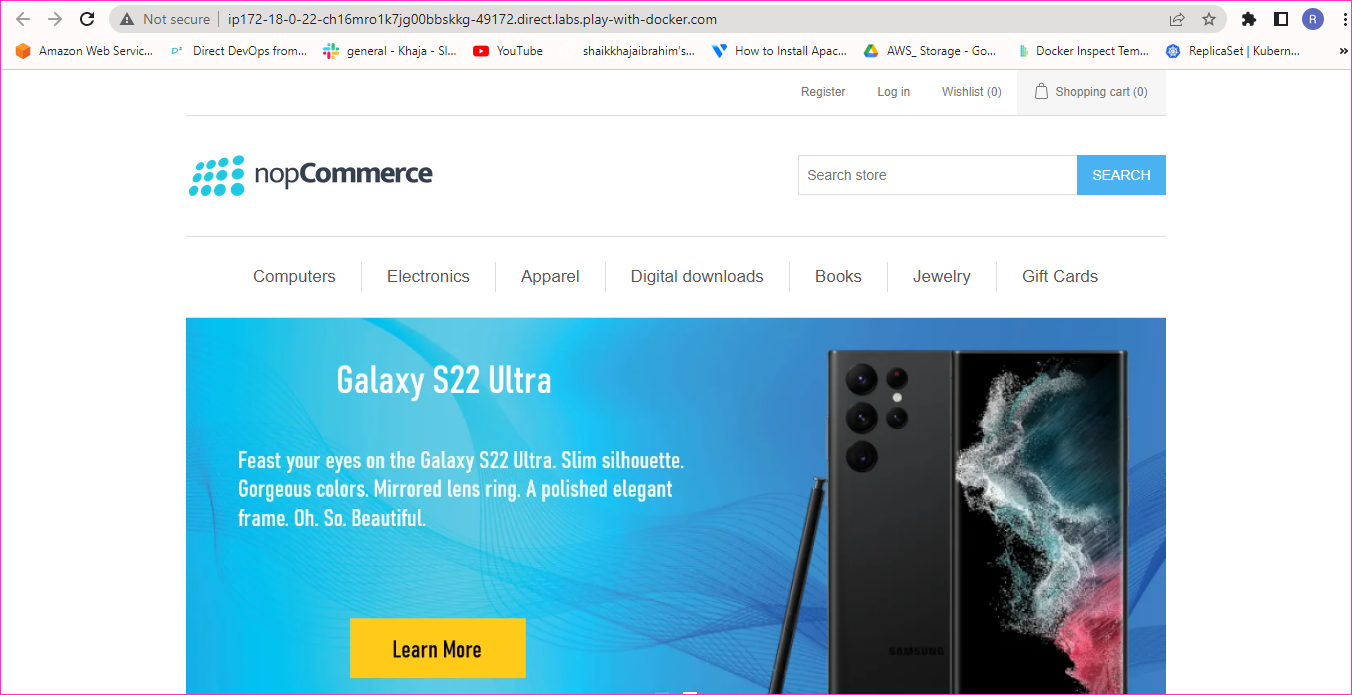 Not secure | ip172-18-0-22-ch16mro1k7jg00bbskkg-49172.direct.labs.play-with-docker.com
R
Amazon Web Servic... Direct DevOps from... general - Khaja - Sl... YouTube shaikkhajaibrahim's... How to Install Apac... AWS_ Storage - Go... Docker Inspect Tem... ReplicaSet | Kubern... »
Register Log in Wishlist (0) Shopping cart (0)
nopCommerce
Search store SEARCH
Computers Electronics Apparel Digital downloads Books Jewelry Gift Cards
Galaxy S22 Ultra
Feast your eyes on the Galaxy S22 Ultra. Slim silhouette.
Gorgeous colors. Mirrored lens ring. A polished elegant
frame. Oh. So. Beautiful.
Learn More
SAMSUNG